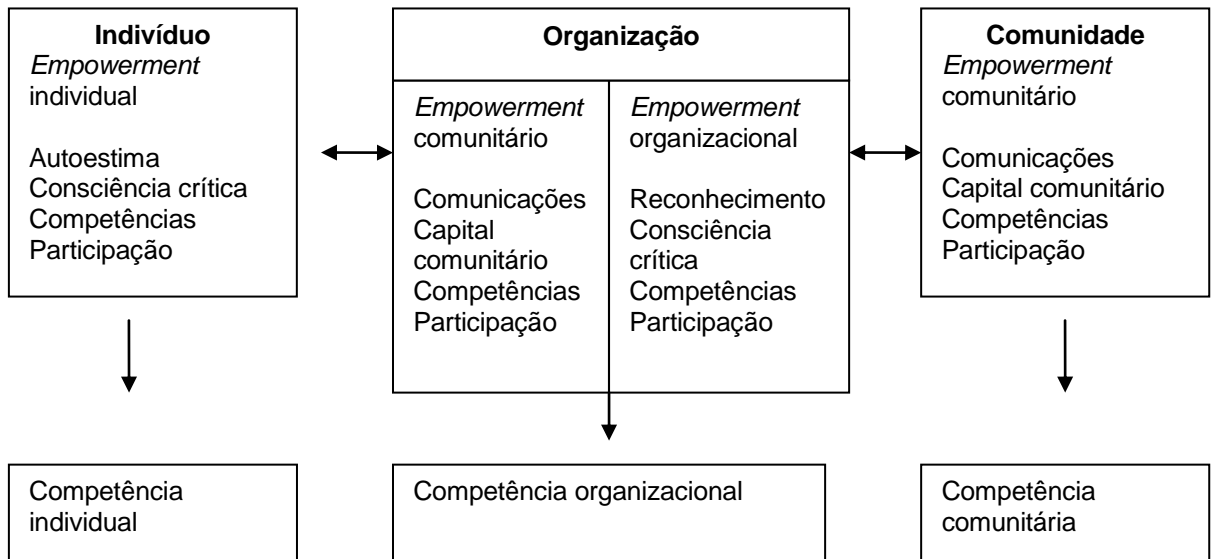 Indivíduo
Empowerment
individual
Autoestima
Consciência crítica
Competências
Participação
Organização
Empowerment
comunitário
Comunicações
Capital
comunitário
Competências
Participação
Empowerment
organizacional
Reconhecimento
Consciência
crítica
Competências
Participação
Comunidade
Empowerment
comunitário
Comunicações
Capital comunitário
Competências
Participação
Competência
individual
Competência organizacional
Competência
comunitária